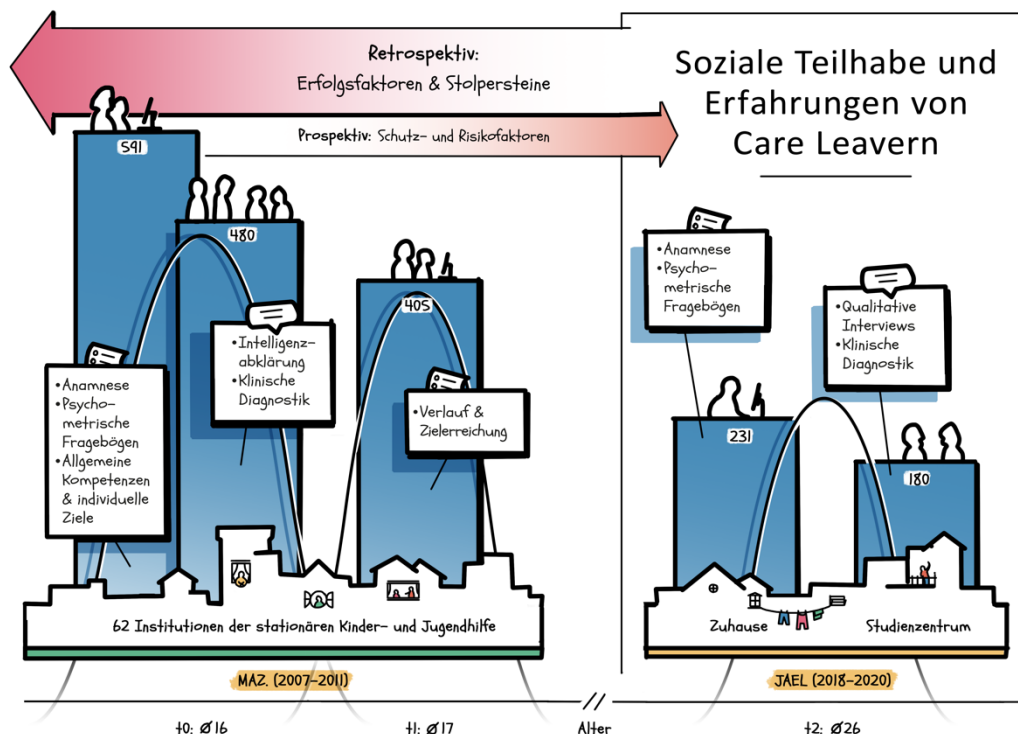 Retrospektiv:
Erfolgsfaktoren & Stolpersteine
Prospektiv: Schutz- und Risikofaktoren
Soziale Teilhabe und
Erfahrungen von
Care Leavern
591
480
405
231
180
• Anamnese
• Psycho-
metrische
Fragebögen
• Allgemeine
Kompetenzen
& individuelle
Ziele
• Intelligenz-
abklärung
• Klinische
Diagnostik
• Verlauf &
Zielerreichung
• Anamnese
• Psycho-
metrische
Fragebögen
• Qualitative
Interviews
• Klinische
Diagnostik
62 Institutionen der stationären Kinder- und Jugendhilfe
Zuhause
Studienzentrum
MAZ. (2007-2011)
JAEL (2018-2020)
t0: Ø16
t1: Ø17
Alter
t2: Ø26